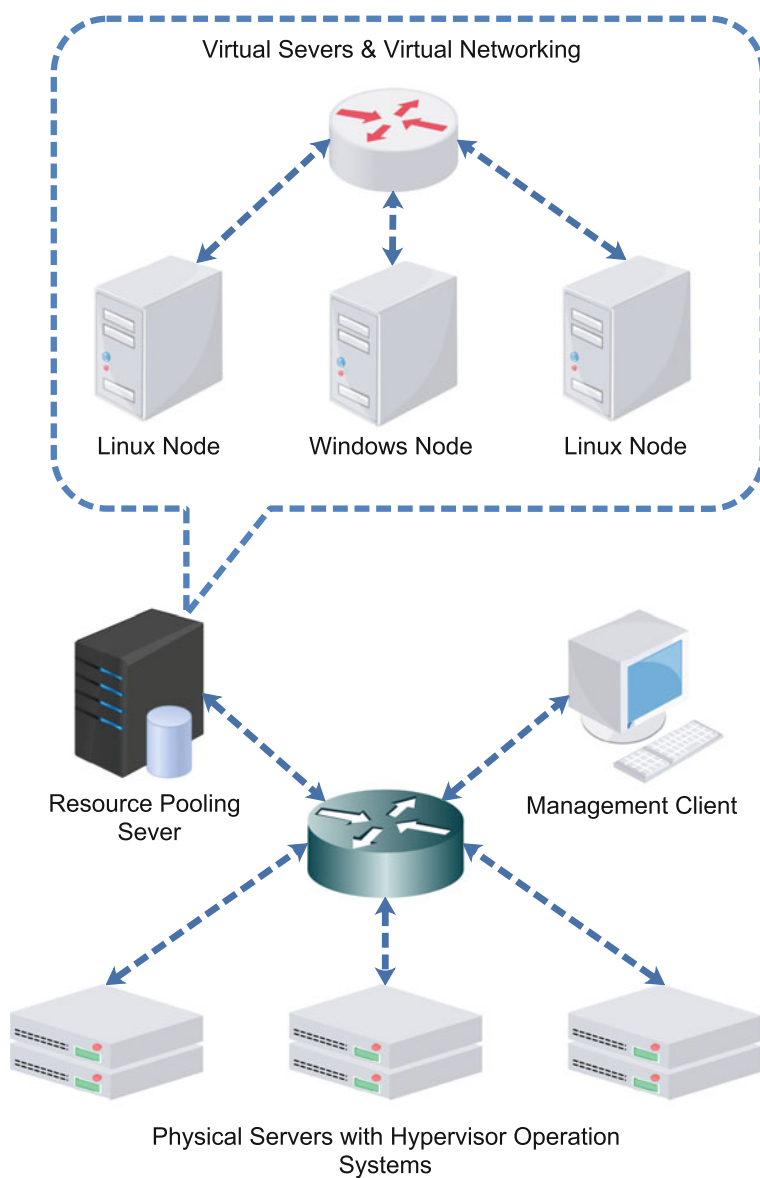 Virtual Severs & Virtual Networking
Linux Node
Windows Node
Linux Node
Resource Pooling
Sever
Management Client
Physical Servers with Hypervisor Operation
Systems